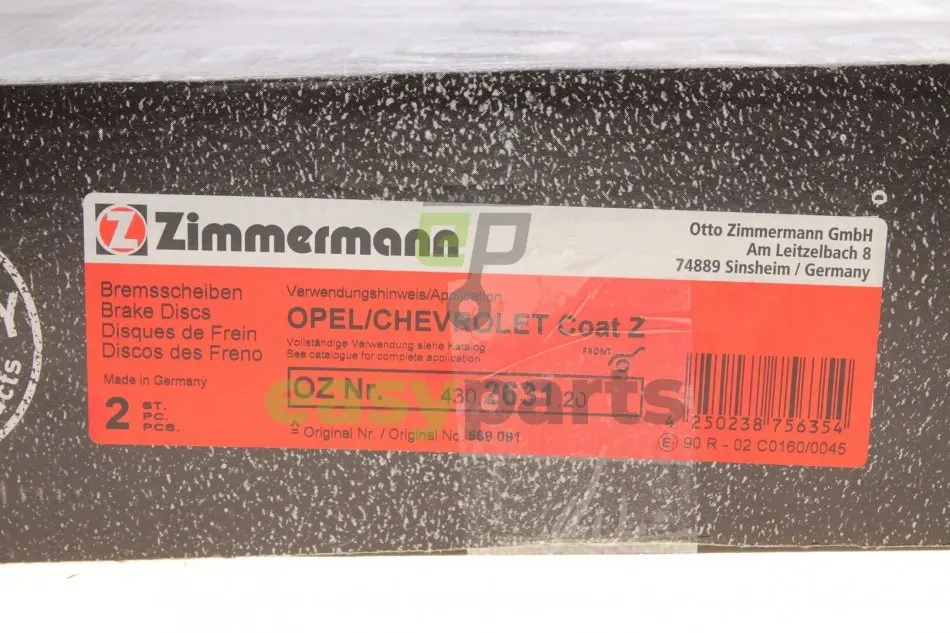 Z Zimmermann
Otto Zimmermann GmbH
Am Leitzelbach 8
74889 Sinsheim / Germany
Bremsscheiben
Brake Discs
Disques de Frein
Discos des Freno
Made in Germany
2 ST.
PC.
PCS.
Verwendungshinweis/Application
OPEL/CHEVROLET Coat Z
Vollständige Verwendung siehe Katalog
See catalogue for complete application
FRONT
OZ Nr. 430.2631.20
^ Original Nr. / Original No. 569 091
4 250238 756354
E 90 R - 02 C0160/0045
easyparts